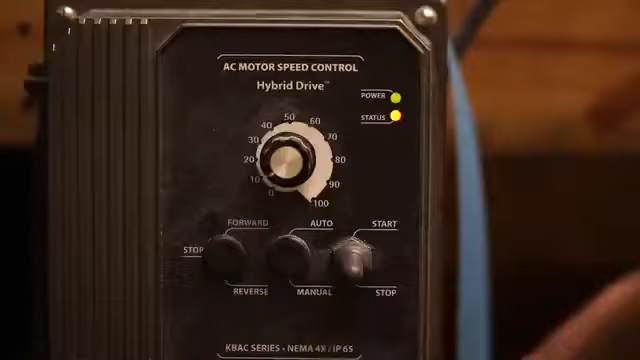 AC MOTOR SPEED CONTROL
Hybrid Drive™
POWER
STATUS
50
40
60
30
70
20
80
10
90
0
100
FORWARD
AUTO
START
STOP
REVERSE
MANUAL
STOP
KBAC SERIES • NEMA 4X / IP 65